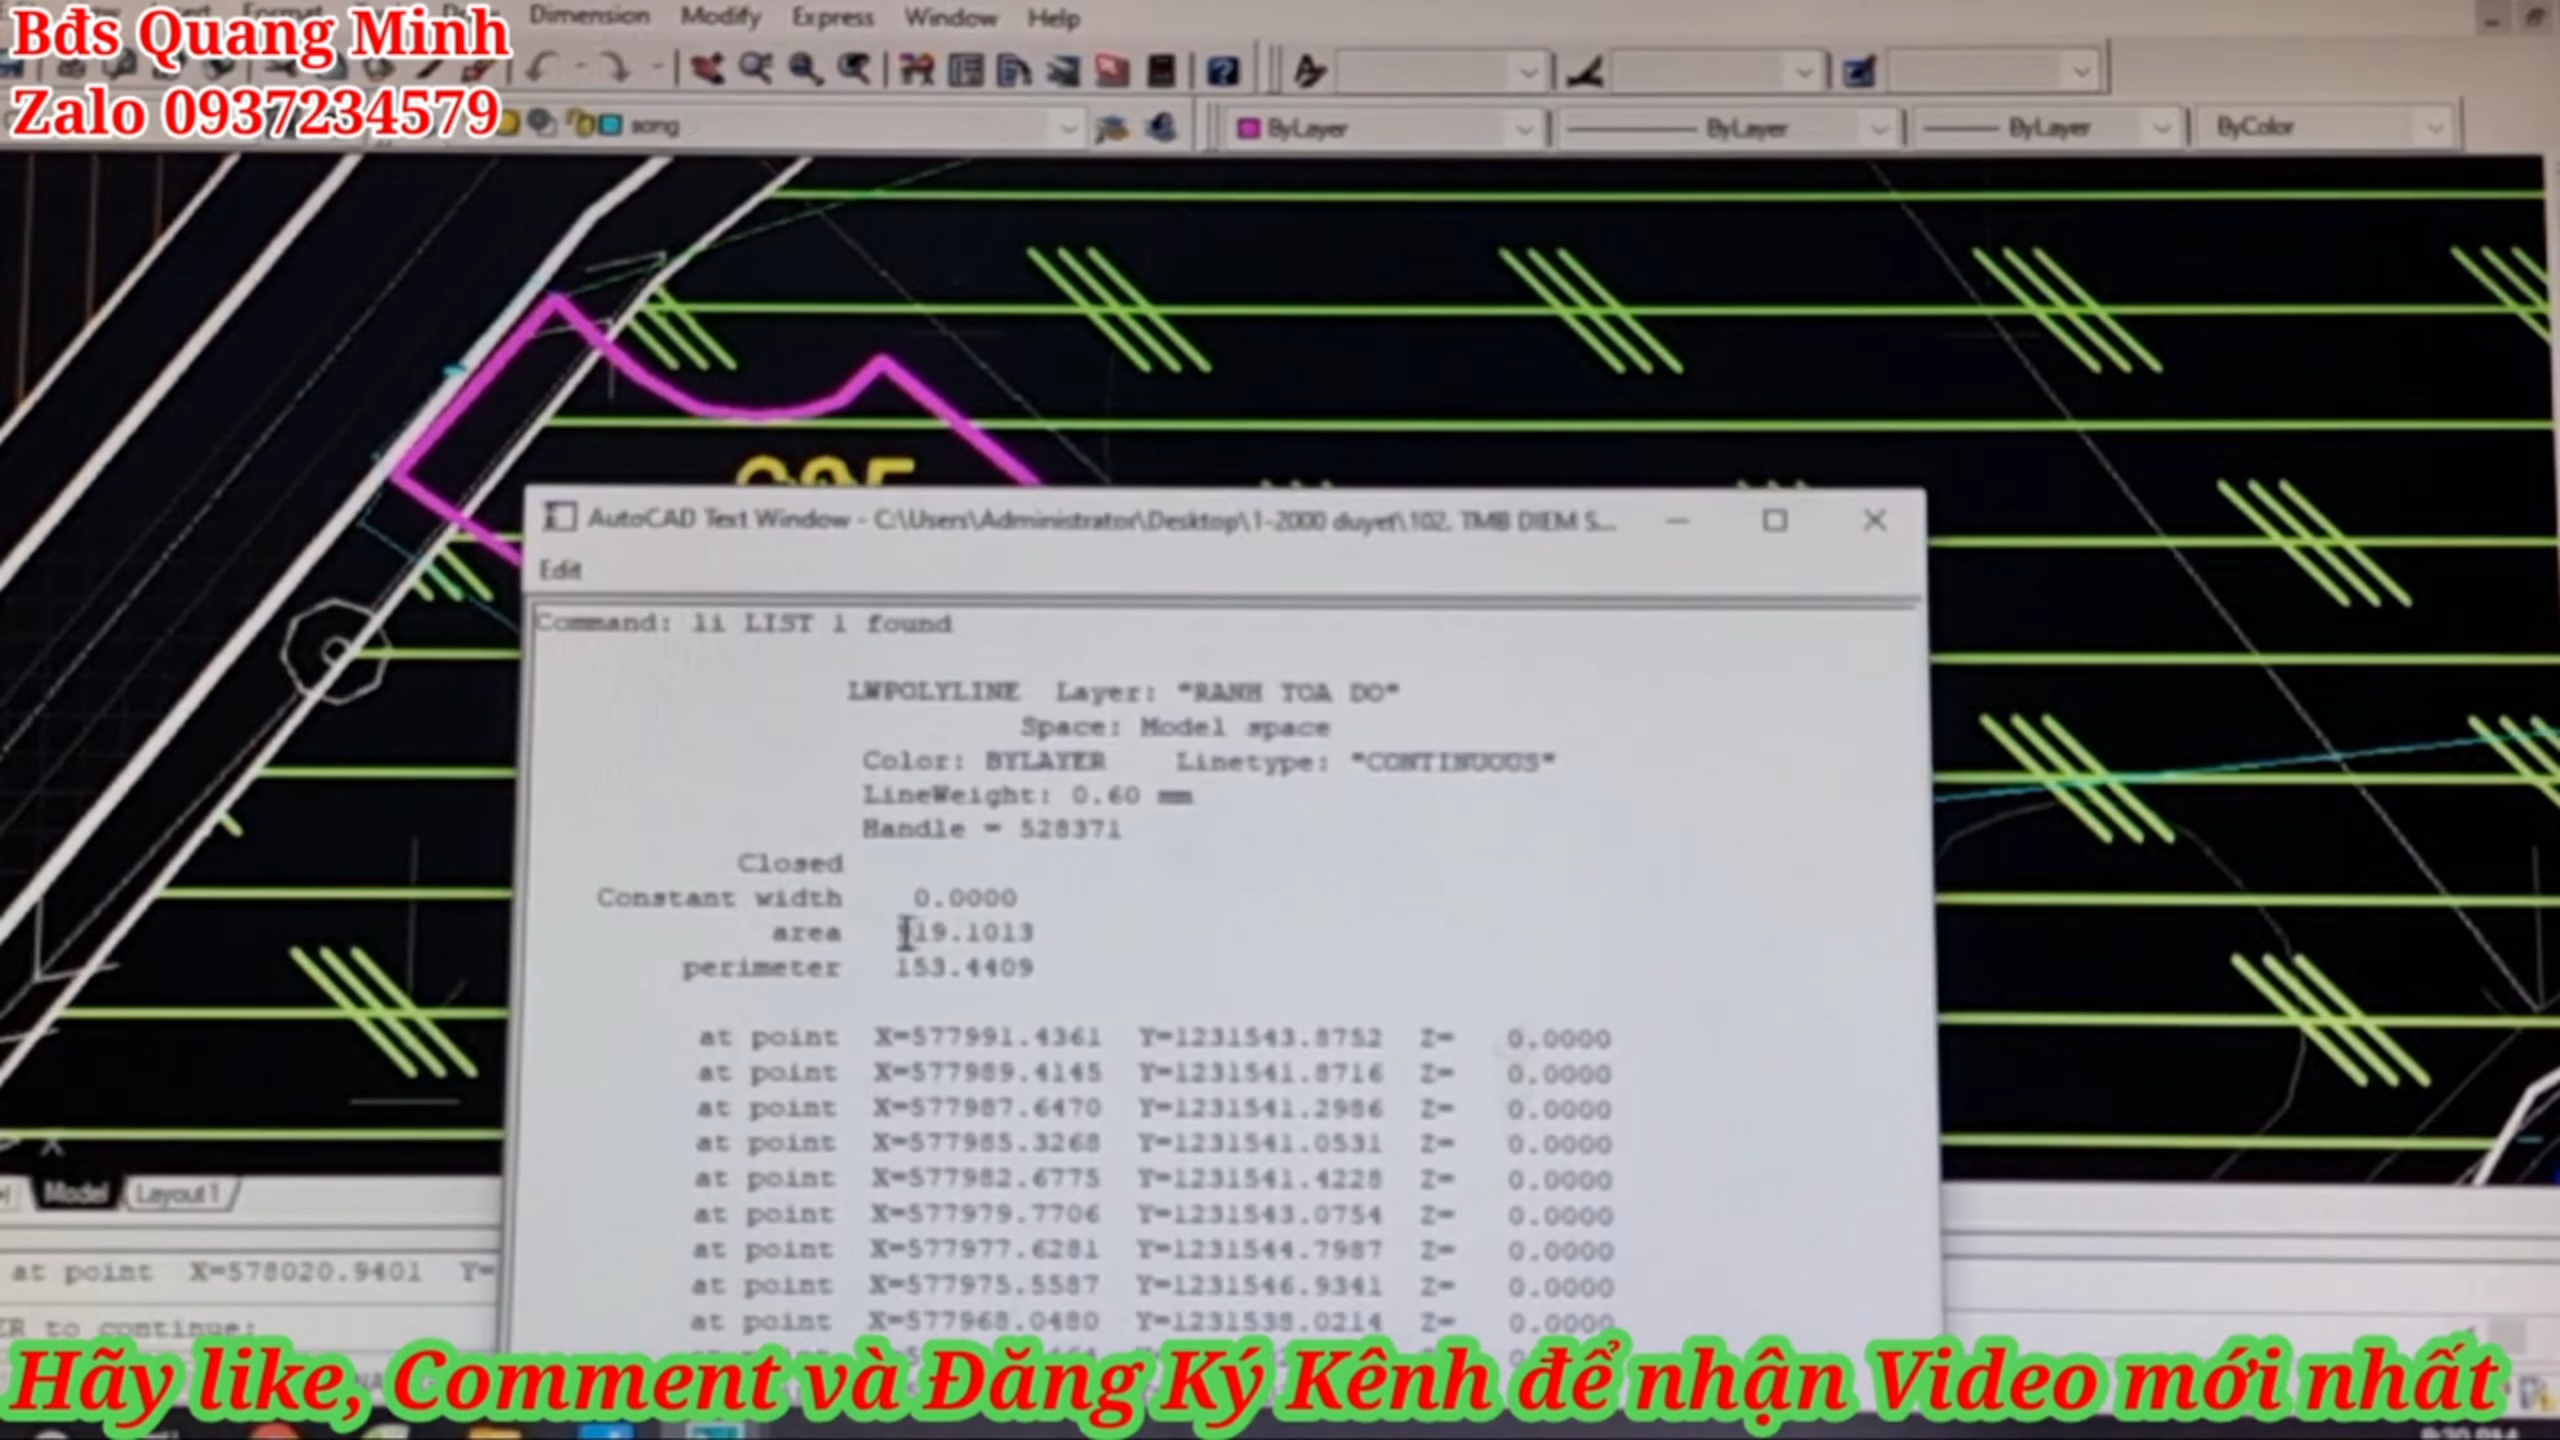 Bđs Quang Minh
Zalo 0937234579
Dimension Modify Express Window Help
song
ByLayer
ByLayer
ByLayer
ByColor
AutoCAD Text Window - C:\Users\Administrator\Desktop\1-2000 duyet\102. TMB DIEM S...
Edit
Command: li LIST 1 found
LWPOLYLINE Layer: "RANH TOA DO"
Space: Model space
Color: BYLAYER Linetype: "CONTINUOUS"
LineWeight: 0.60 mm
Handle = 528371
Closed
Constant width 0.0000
area
perimeter 153.4409
at point X=577991.4361 Y=1231543.8752 Z= 0.0000
at point X=577989.4145 Y=1231541.8716 Z= 0.0000
at point X=577987.6470 Y=1231541.2986 Z= 0.0000
at point X=577985.3268 Y=1231541.0531 Z= 0.0000
at point X=577982.6775 Y=1231541.4228 Z= 0.0000
at point X=577979.7706 Y=1231543.0754 Z= 0.0000
at point X=577977.6281 Y=1231544.7987 Z= 0.0000
at point X=577975.5587 Y=1231546.9341 Z= 0.0000
at point X=577968.0480 Y=1231538.0214 Z= 0.0000
Model Layout1
at point X=578020.9401 Y=
to continue:
Hãy like, Comment và Đăng Ký Kênh để nhận Video mới nhất